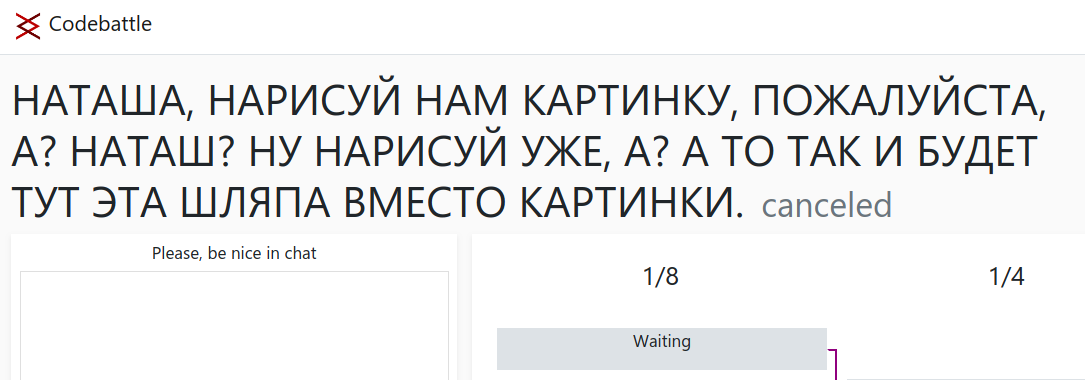 Codebattle
НАТАША, НАРИСУЙ НАМ КАРТИНКУ, ПОЖАЛУЙСТА,
А? НАТАШ? НУ НАРИСУЙ УЖЕ, А? А ТО ТАК И БУДЕТ
ТУТ ЭТА ШЛЯПА ВМЕСТО КАРТИНКИ. canceled
Please, be nice in chat
1/8 1/4
Waiting